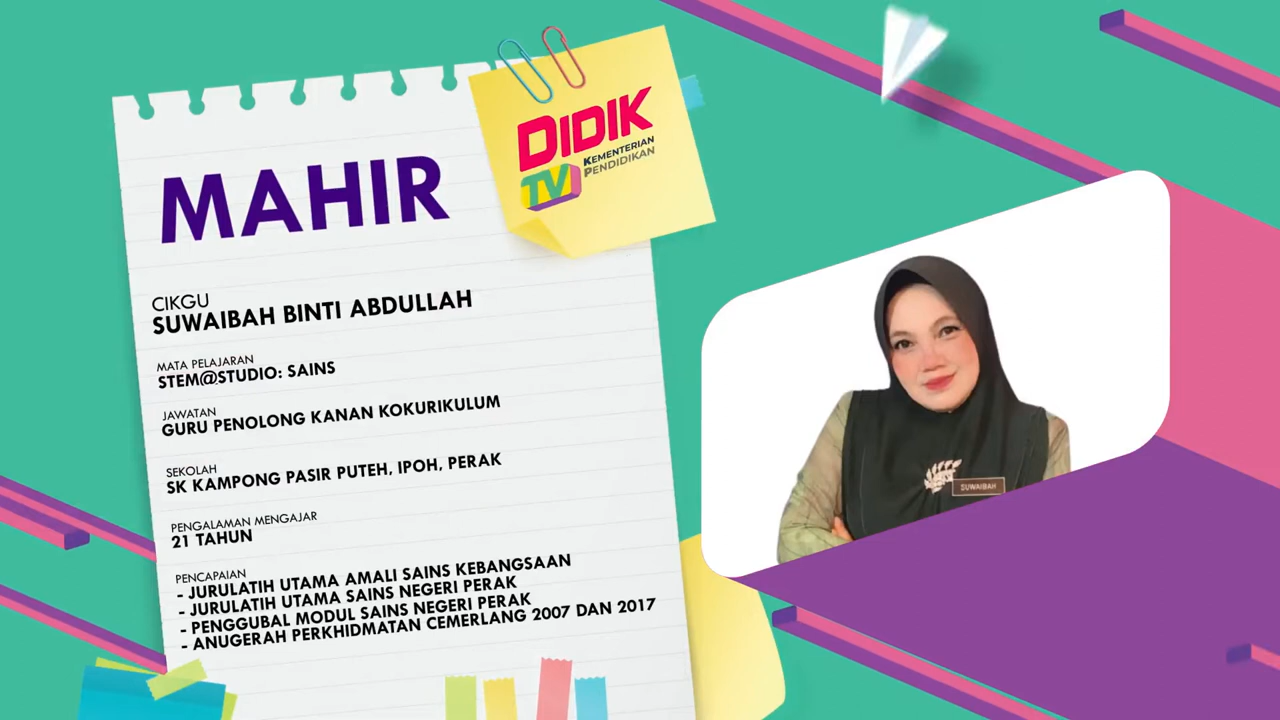 MAHIR
DIDIK
TV
KEMENTERIAN
PENDIDIKAN
CIKGU
SUWAIBAH BINTI ABDULLAH
MATA PELAJARAN
STEM@STUDIO: SAINS
JAWATAN
GURU PENOLONG KANAN KOKURIKULUM
SEKOLAH
SK KAMPONG PASIR PUTEH, IPOH, PERAK
PENGALAMAN MENGAJAR
21 TAHUN
PENCAPAIAN
- JURULATIH UTAMA AMALI SAINS KEBANGSAAN
- JURULATIH UTAMA SAINS NEGERI PERAK
- PENGGUBAL MODUL SAINS NEGERI PERAK
- ANUGERAH PERKHIDMATAN CEMERLANG 2007 DAN 2017
SUWAIBAH